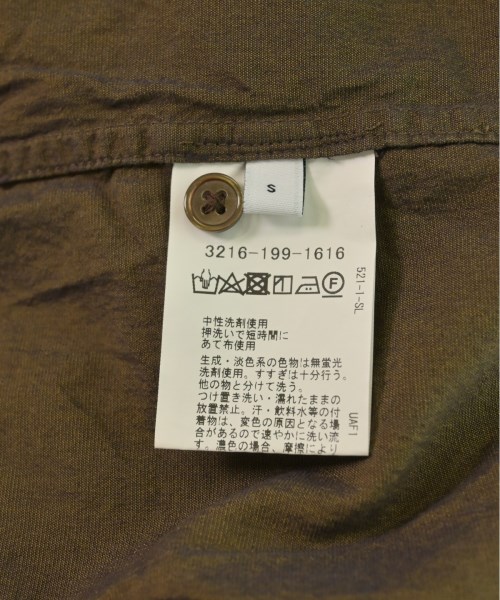 S
3216-199-1616
中性洗剤使用
押洗いで短時間に
あて布使用
生成・淡色系の色物は無蛍光
洗剤使用。すすぎは十分行う。
他の物と分けて洗う。
つけ置き洗い・濡れたままの
放置禁止。汗・飲料水等の付
着物は、変色の原因となる場
合があるので速やかに洗い流
す。濃色の場合、摩擦により
521-1-SL
UAF1